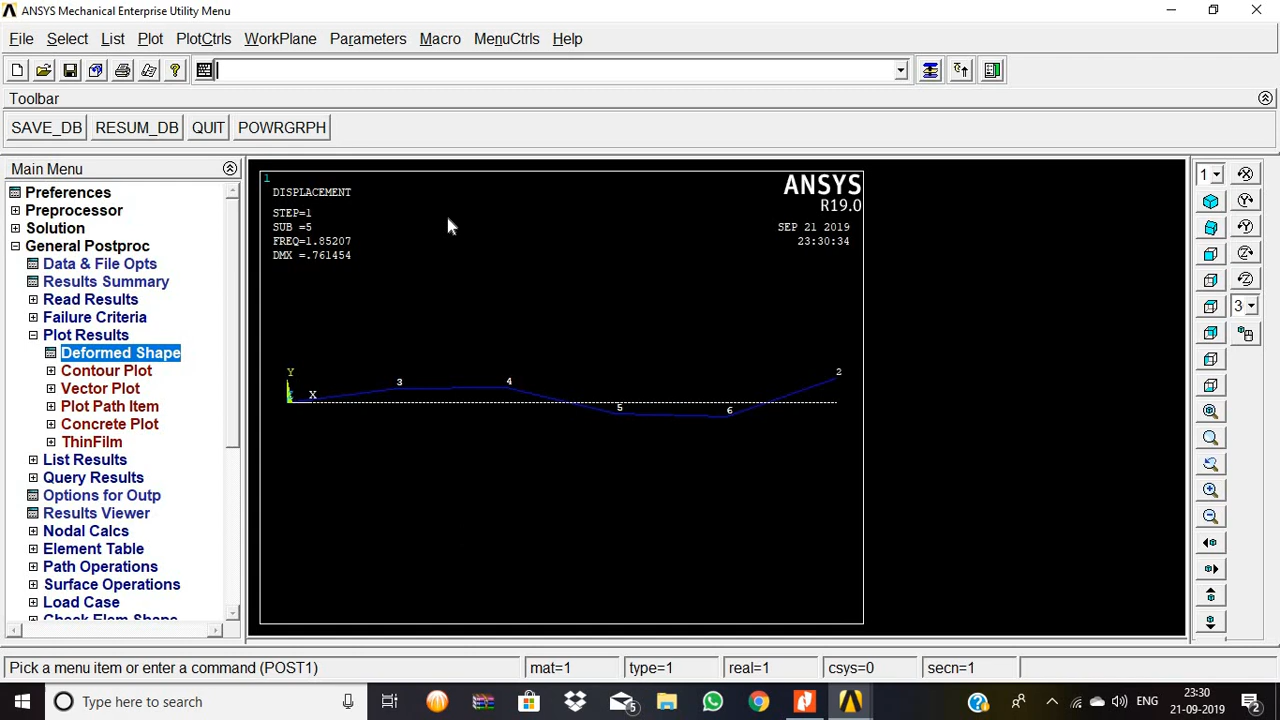 ANSYS Mechanical Enterprise Utility Menu
File Select List Plot PlotCtrls WorkPlane Parameters Macro MenuCtrls Help
Toolbar
SAVE_DB RESUM_DB QUIT POWRGRPH
Main Menu
Preferences
Preprocessor
Solution
General Postproc
Data & File Opts
Results Summary
Read Results
Failure Criteria
Plot Results
Deformed Shape
Contour Plot
Vector Plot
Plot Path Item
Concrete Plot
ThinFilm
List Results
Query Results
Options for Outp
Results Viewer
Nodal Calcs
Element Table
Path Operations
Surface Operations
Load Case
Check Elem Shape
1
DISPLACEMENT
STEP=1
SUB =5
FREQ=1.85207
DMX =.761454
ANSYS
R19.0
SEP 21 2019
23:30:34
Y
X
3
4
5
6
2
1
3
Pick a menu item or enter a command (POST1) mat=1 type=1 real=1 csys=0 secn=1
Type here to search
5
ENG
23:30
21-09-2019
2